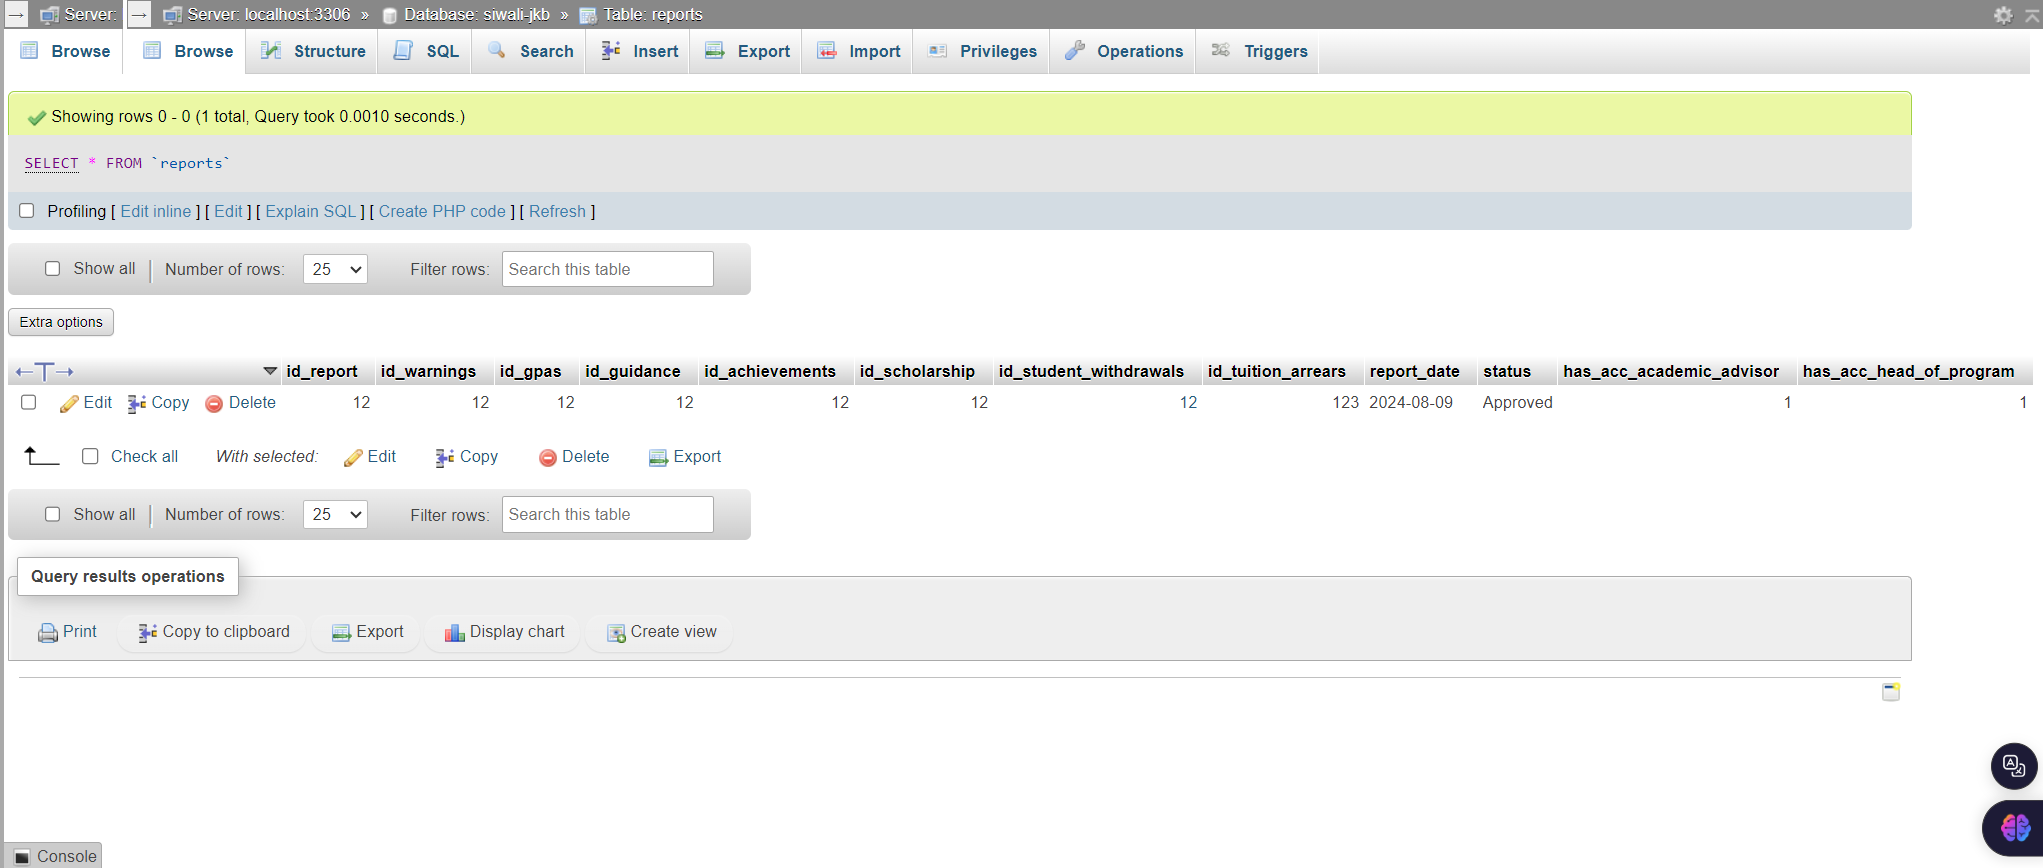 Server: Server: localhost:3306 » Database: siwali-jkb » Table: reports
Browse Browse Structure SQL Search Insert Export Import Privileges Operations Triggers
Showing rows 0 - 0 (1 total, Query took 0.0010 seconds.)
SELECT * FROM `reports`
Profiling [ Edit inline ] [ Edit ] [ Explain SQL ] [ Create PHP code ] [ Refresh ]
Show all | Number of rows: 25 Filter rows: Search this table
Extra options
←T→ id_report id_warnings id_gpas id_guidance id_achievements id_scholarship id_student_withdrawals id_tuition_arrears report_date status has_acc_academic_advisor has_acc_head_of_program
Edit Copy Delete 12 12 12 12 12 12 12 123 2024-08-09 Approved 1 1
Check all With selected: Edit Copy Delete Export
Show all | Number of rows: 25 Filter rows: Search this table
Query results operations
Print Copy to clipboard Export Display chart Create view
Console